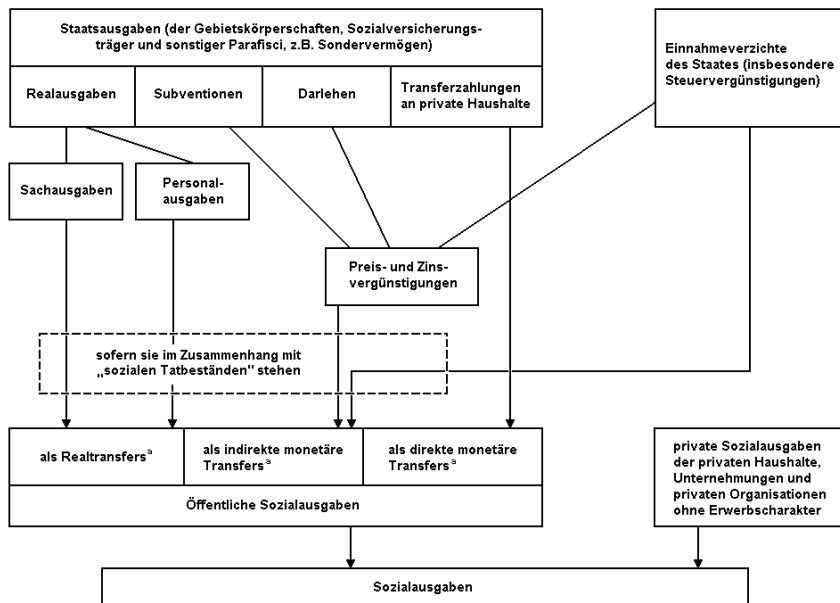 Staatsausgaben (der Gebietskörperschaften, Sozialversicherungs-
träger und sonstiger Parafisci, z.B. Sondervermögen)
Einnahmeverzichte
des Staates (insbesondere
Steuervergünstigungen)
Realausgaben
Subventionen
Darlehen
Transferzahlungen
an private Haushalte
Sachausgaben
Personal-
ausgaben
Preis- und Zins-
vergünstigungen
sofern sie im Zusammenhang mit
„sozialen Tatbeständen" stehen
als Realtransfers a
als indirekte monetäre
Transfers a
als direkte monetäre
Transfers a
private Sozialausgaben
der privaten Haushalte,
Unternehmungen und
privaten Organisationen
ohne Erwerbscharakter
Öffentliche Sozialausgaben
Sozialausgaben